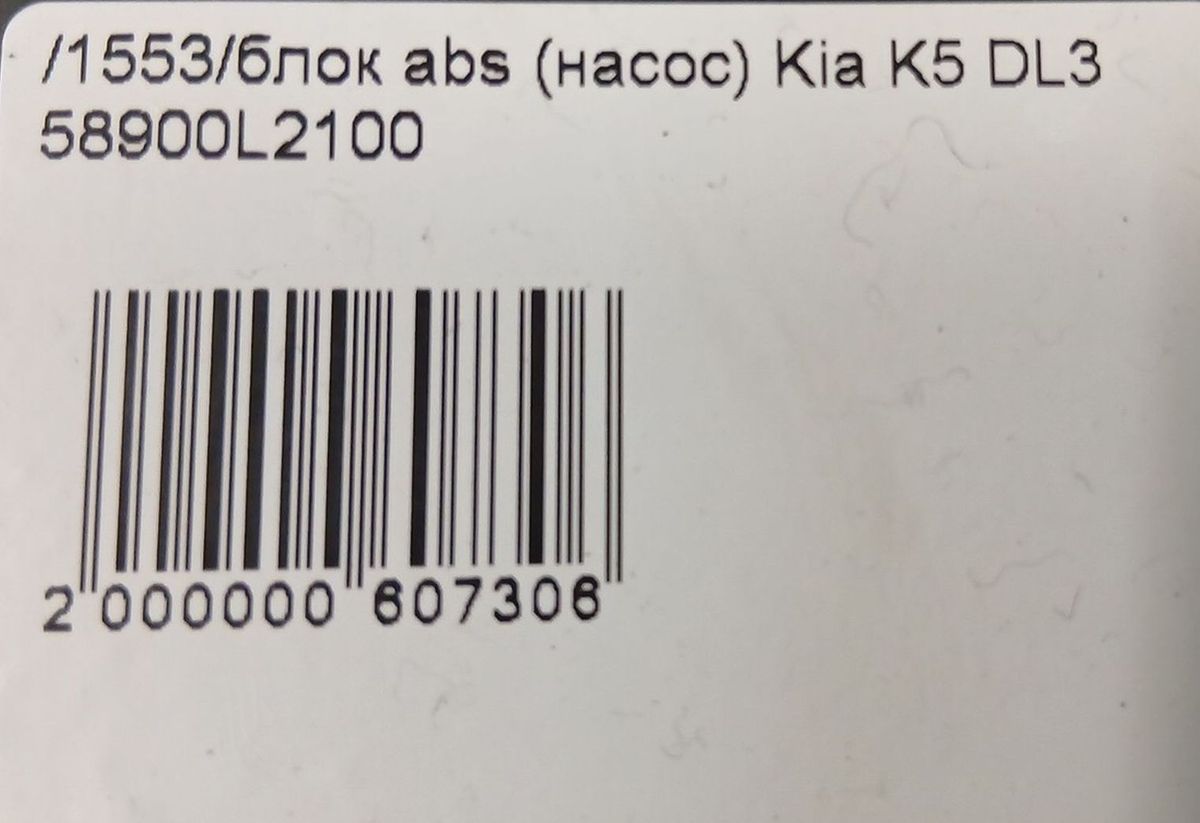 /1553/блок abs (насос) Kia K5 DL3
58900L2100
2 000000 607306